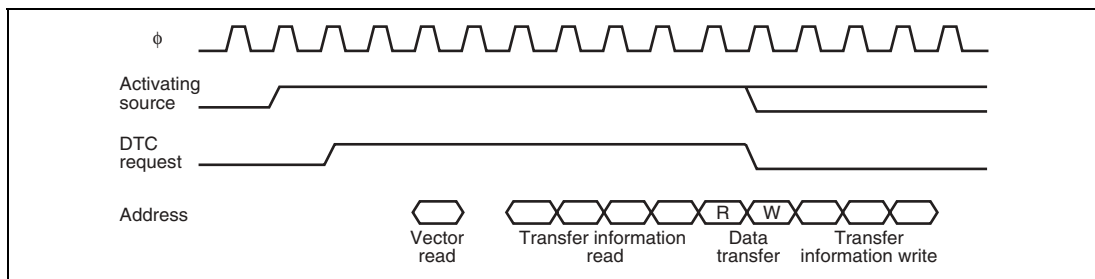 ϕ
Activating
source
DTC
request
Address
R W
Vector
read
Transfer information
read
Data
transfer
Transfer
information write